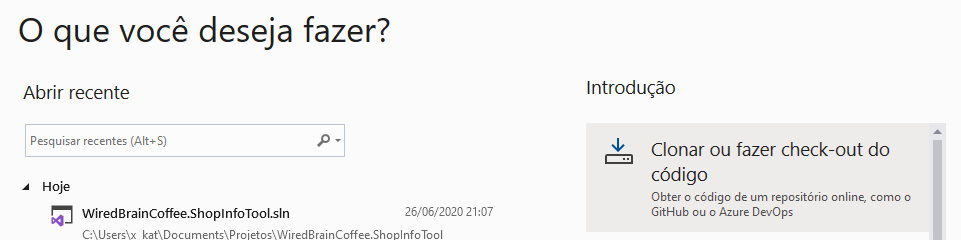 O que você deseja fazer?
Abrir recente
Pesquisar recentes (Alt+S)
Hoje
WiredBrainCoffee.ShopInfoTool.sln 26/06/2020 21:07
C:\Users\x_kat\Documents\Projetos\WiredBrainCoffee.ShopInfoTool
Introdução
Clonar ou fazer check-out do
código
Obter o código de um repositório online, como o
GitHub ou o Azure DevOps